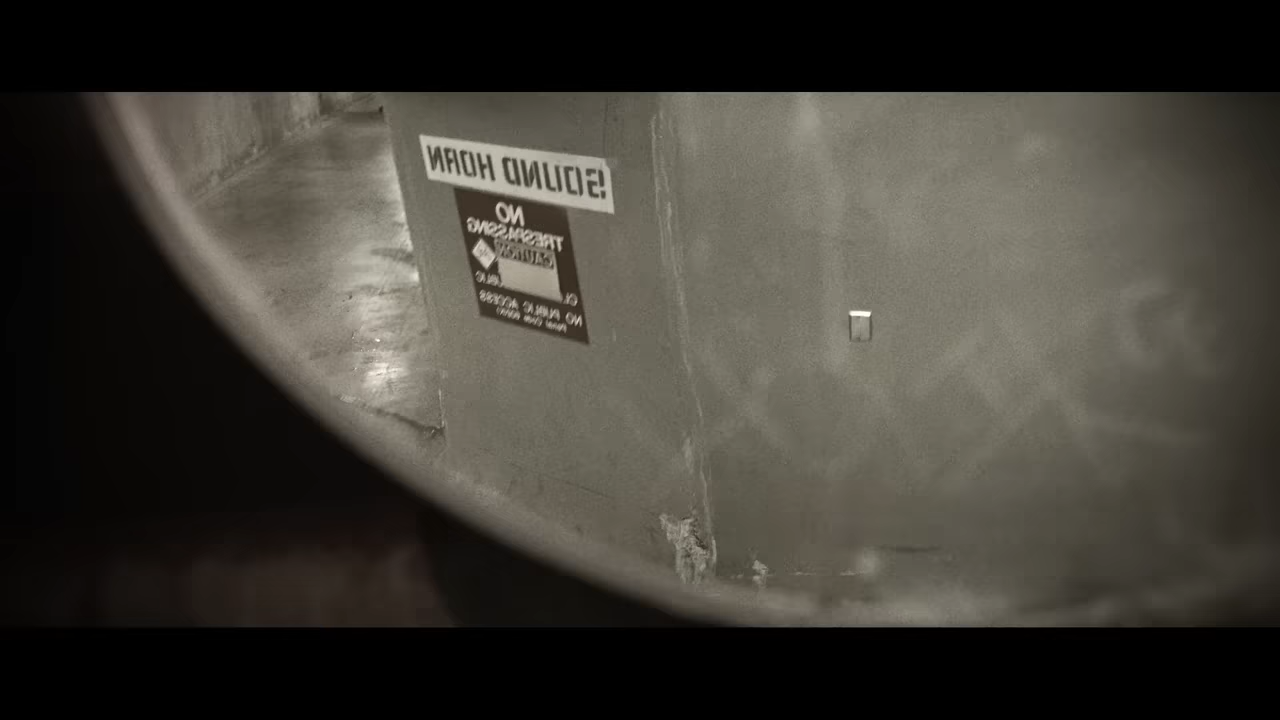 !SOUND HORN
NO
TRESPASSING
CAUTION
NO PUBLIC ACCESS